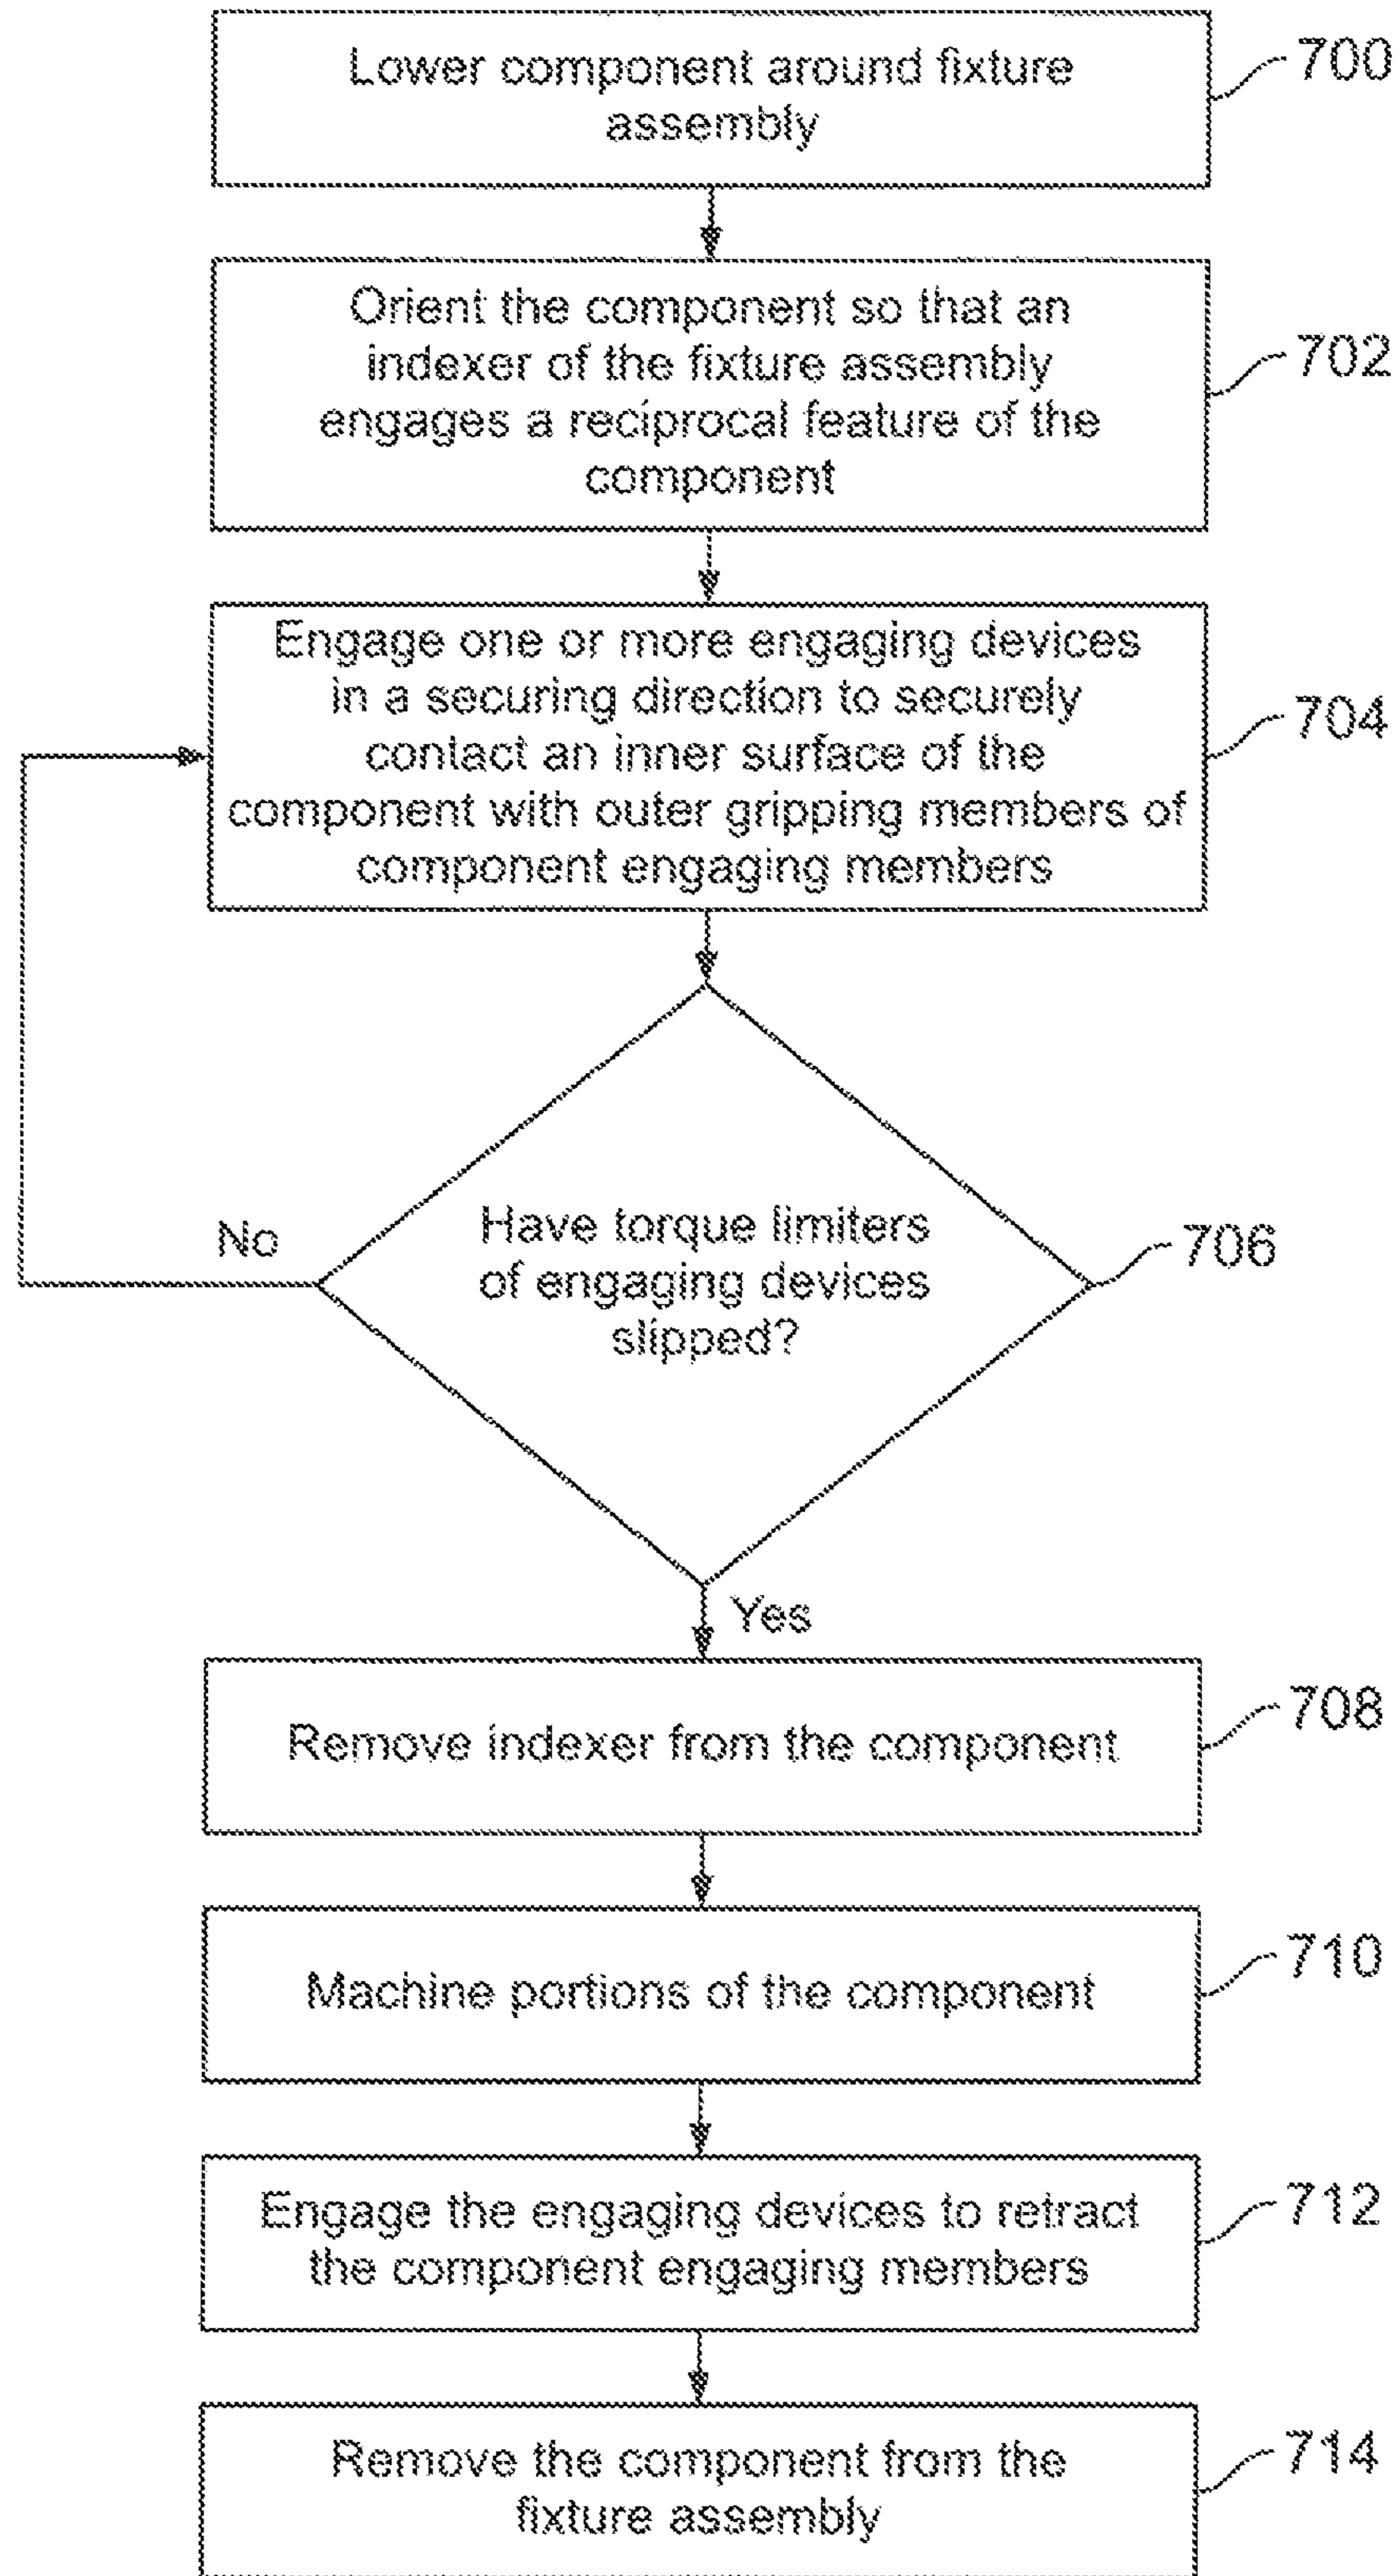 Lower component around fixture
assembly
700
Orient the component so that an
indexer of the fixture assembly
engages a reciprocal feature of the
component
702
Engage one or more engaging devices
in a securing direction to securely
contact an inner surface of the
component with outer gripping members of
component engaging members
704
No
Have torque limiters
of engaging devices
slipped?
706
Yes
Remove indexer from the component
708
Machine portions of the component
710
Engage the engaging devices to retract
the component engaging members
712
Remove the component from the
fixture assembly
714